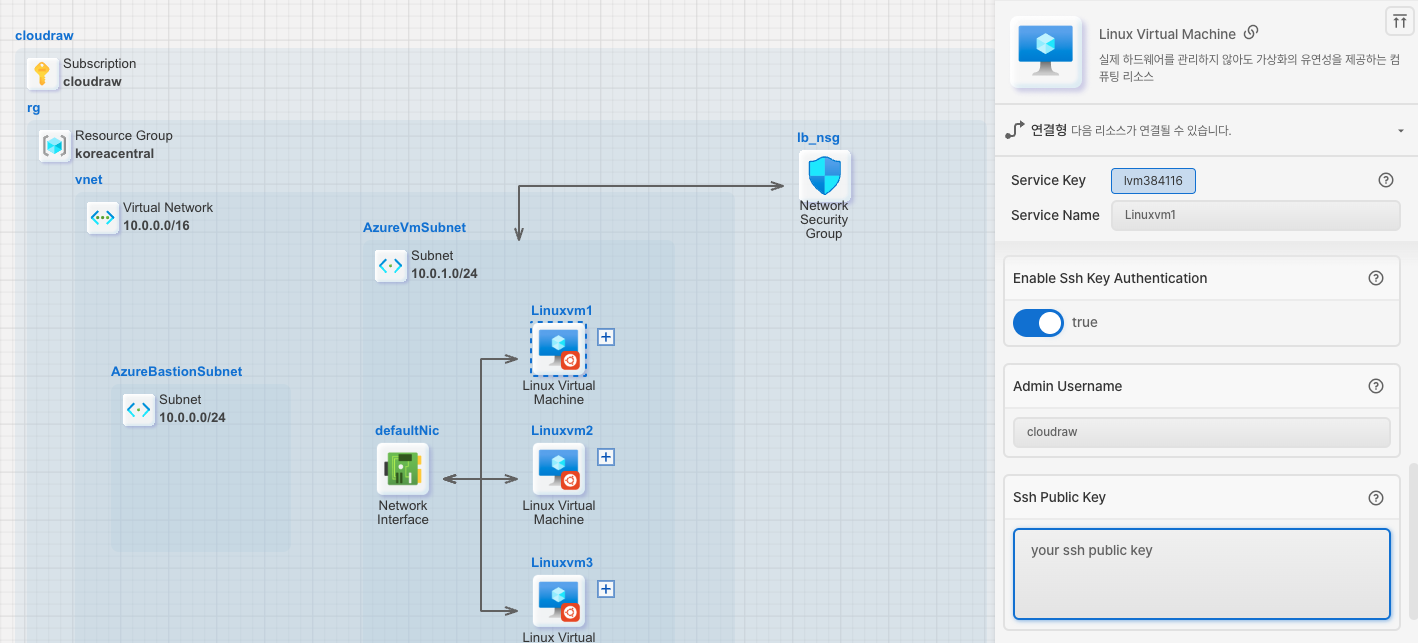 cloudraw
Subscription
cloudraw
rg
Resource Group
koreacentral
vnet
Virtual Network
10.0.0.0/16
AzureBastionSubnet
Subnet
10.0.0.0/24
AzureVmSubnet
Subnet
10.0.1.0/24
defaultNic
Network
Interface
Linuxvm1
Linux Virtual
Machine
Linuxvm2
Linux Virtual
Machine
Linuxvm3
Linux Virtual
lb_nsg
Network
Security
Group
Linux Virtual Machine
실제 하드웨어를 관리하지 않아도 가상화의 유연성을 제공하는 컴
퓨팅 리소스
연결형 다음 리소스가 연결될 수 있습니다.
Service Key lvm384116
Service Name Linuxvm1
Enable Ssh Key Authentication
true
Admin Username
cloudraw
Ssh Public Key
your ssh public key